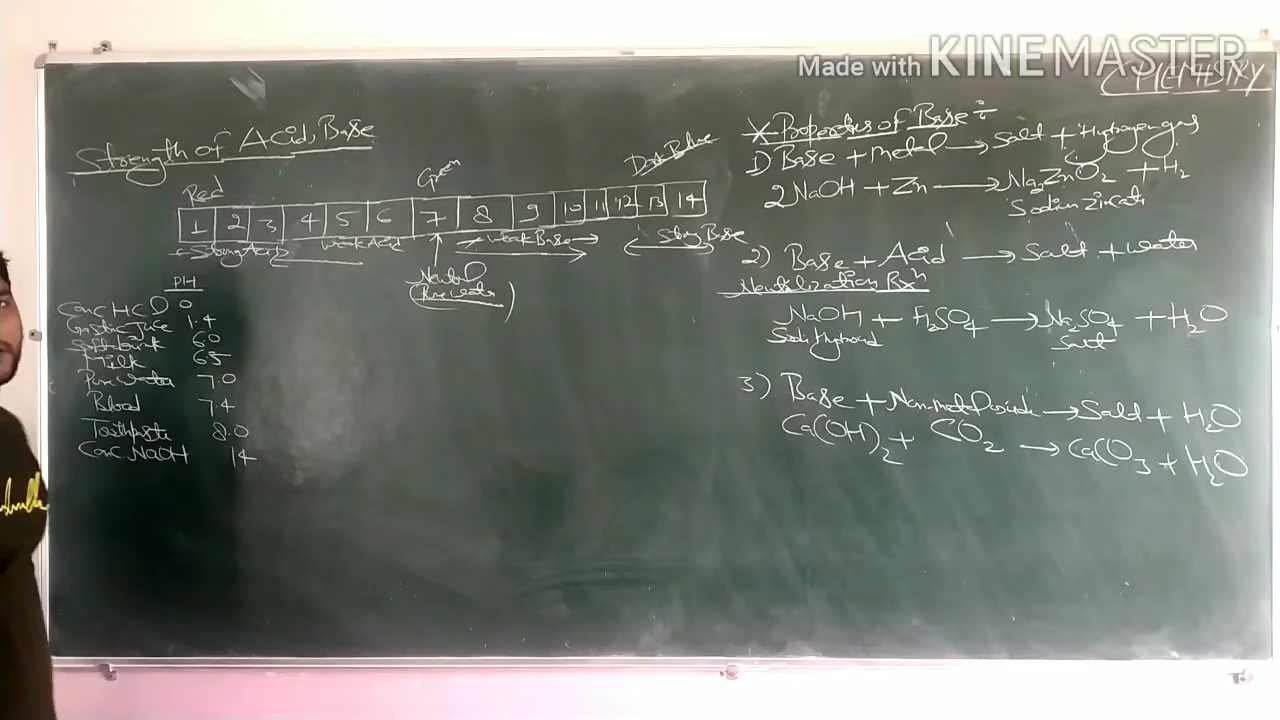 Made with KINEMASTER
CHEMISTRY
Strength of Acid, Base
Red
Green
Dark Blue
1 2 3 4 5 6 7 8 9 10 11 12 13 14
Strong Acid
weak Acid
weak Base
Strong Base
Neutral
(Pure water)
PH
Conc HCl 0
Gastric Juice 1.4
Soft drink 6.0
Milk 6.5
Pure water 7.0
Blood 7.4
Toothpaste 8.0
Conc NaOH 14
* Properties of Base :-
1) Base + Metal → Salt + Hydrogen gas
2NaOH + Zn → Na2ZnO2 + H2
Sodium Zincate
2) Base + Acid → Salt + water
Neutilization Rxn
NaOH + H2SO4 → Na2SO4 + H2O
Salt
3) Base + Non-metal oxide → Salt + H2O
Ca(OH)2 + CO2 → CaCO3 + H2O